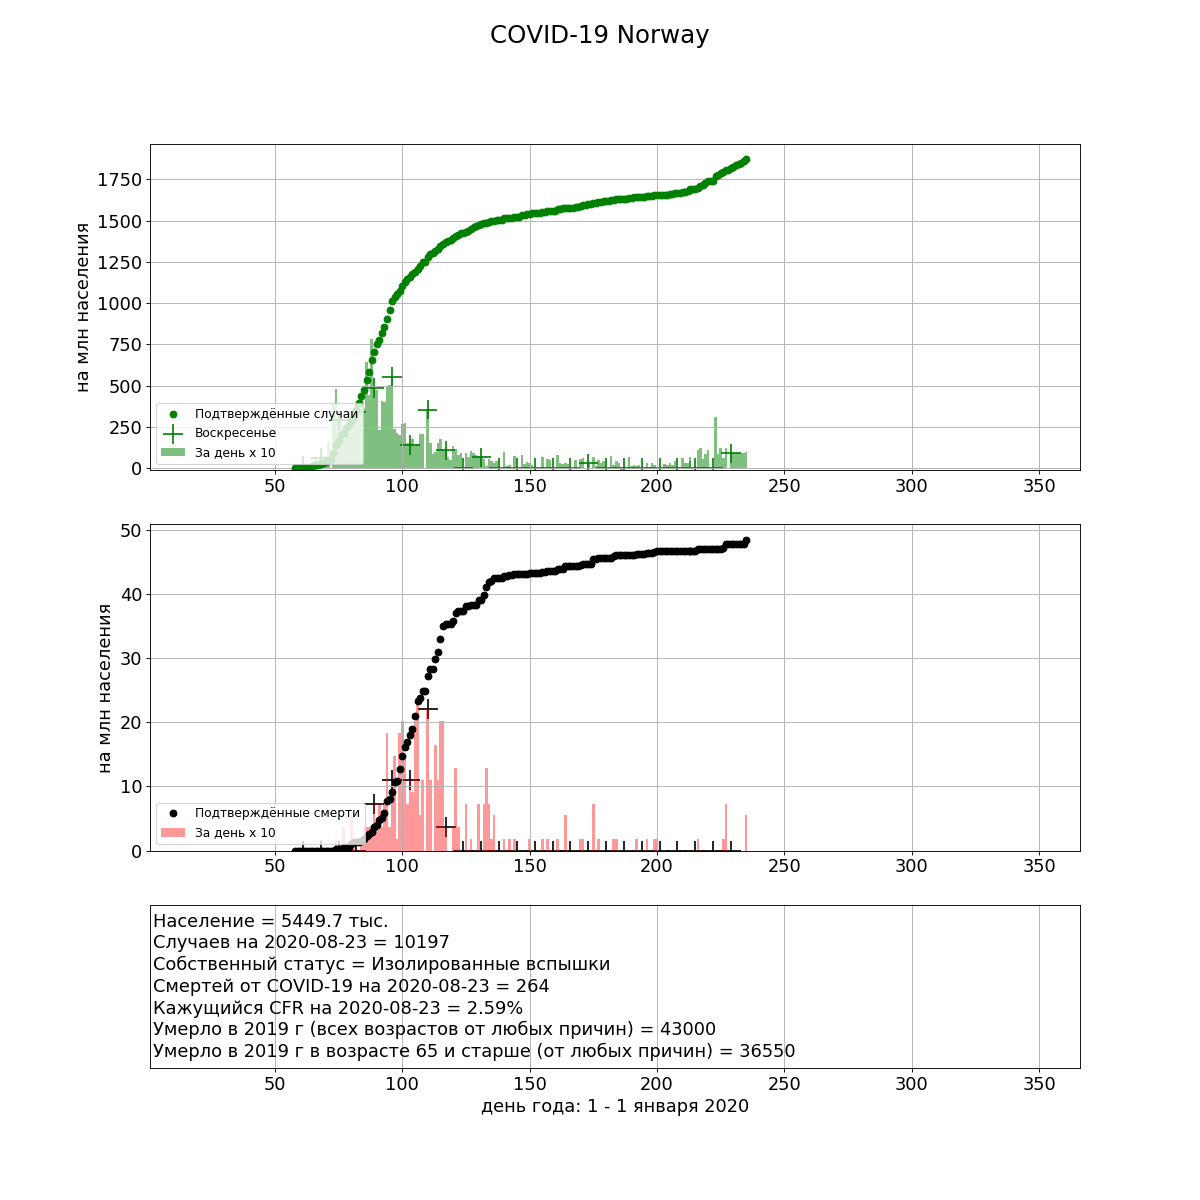 COVID-19 Norway
на млн населения
1750
1500
1250
1000
750
500
250
0
Подтверждённые случаи
Воскресенье
За день x 10
50 100 150 200 250 300 350
на млн населения
50
40
30
20
10
0
Подтверждённые смерти
За день x 10
50 100 150 200 250 300 350
Население = 5449.7 тыс.
Случаев на 2020-08-23 = 10197
Собственный статус = Изолированные вспышки
Смертей от COVID-19 на 2020-08-23 = 264
Кажущийся CFR на 2020-08-23 = 2.59%
Умерло в 2019 г (всех возрастов от любых причин) = 43000
Умерло в 2019 г в возрасте 65 и старше (от любых причин) = 36550
50 100 150 200 250 300 350
день года: 1 - 1 января 2020